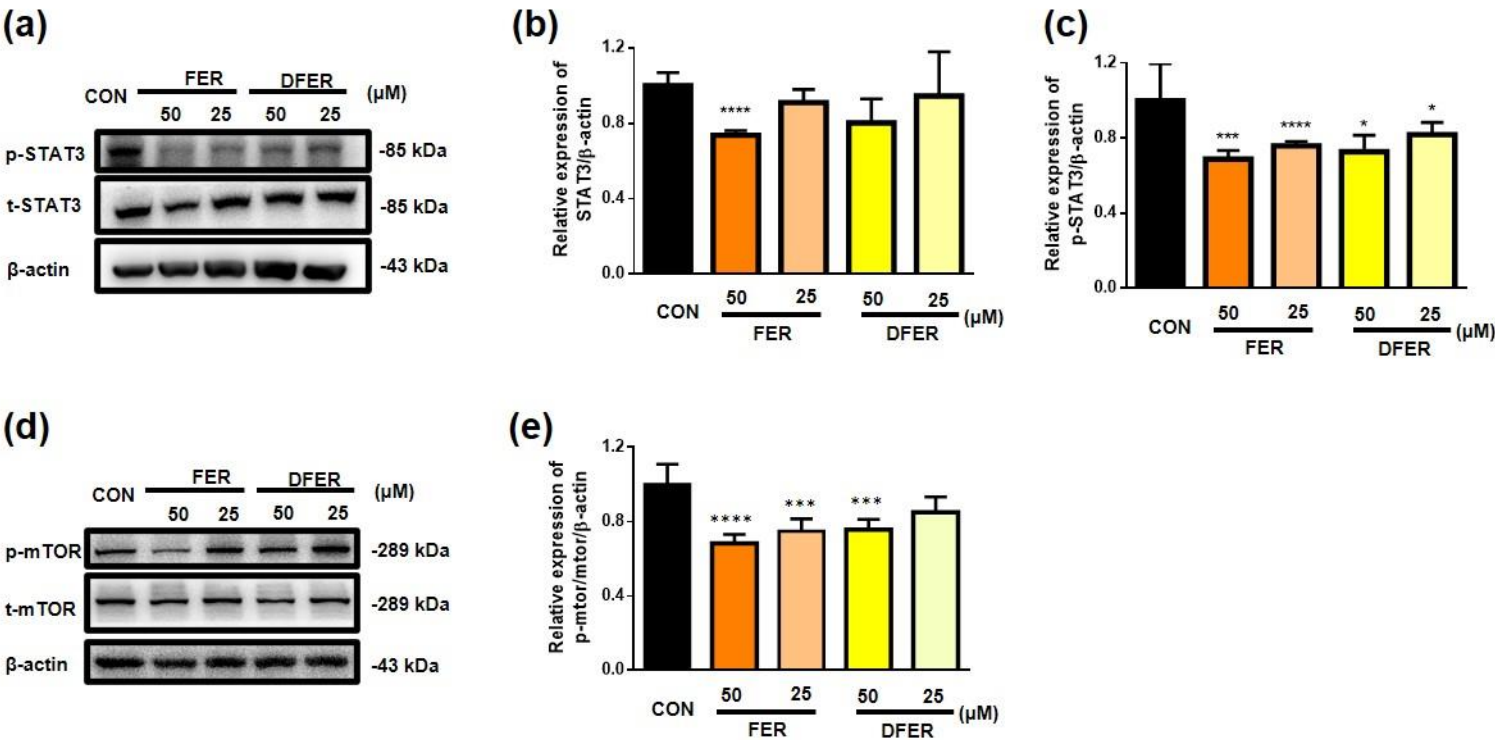 (a)
FER DFER (μM)
CON 50 25 50 25
p-STAT3 -85 kDa
t-STAT3 -85 kDa
β-actin -43 kDa
(b)
Relative expression of
STAT3/β-actin
1.2
0.8
0.4
0.0
****
CON 50 25 50 25 (μM)
FER DFER
(c)
Relative expression of
p-STAT3/β-actin
1.2
0.8
0.4
0.0
*** **** * *
CON 50 25 50 25 (μM)
FER DFER
(d)
FER DFER (μM)
CON 50 25 50 25
p-mTOR -289 kDa
t-mTOR -289 kDa
β-actin -43 kDa
(e)
Relative expression of
p-mtor/mtor/β-actin
1.2
0.8
0.4
0.0
**** *** ***
CON 50 25 50 25 (μM)
FER DFER